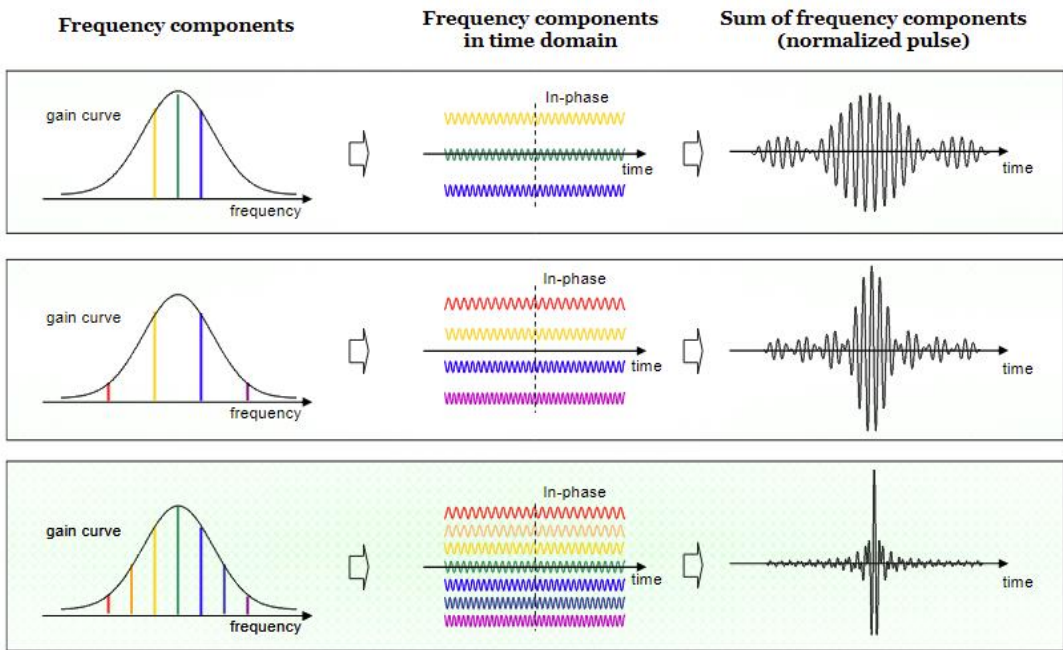 Frequency components
Frequency components
in time domain
Sum of frequency components
(normalized pulse)
gain curve
frequency
In-phase
time
time
gain curve
frequency
In-phase
time
time
gain curve
frequency
In-phase
time
time